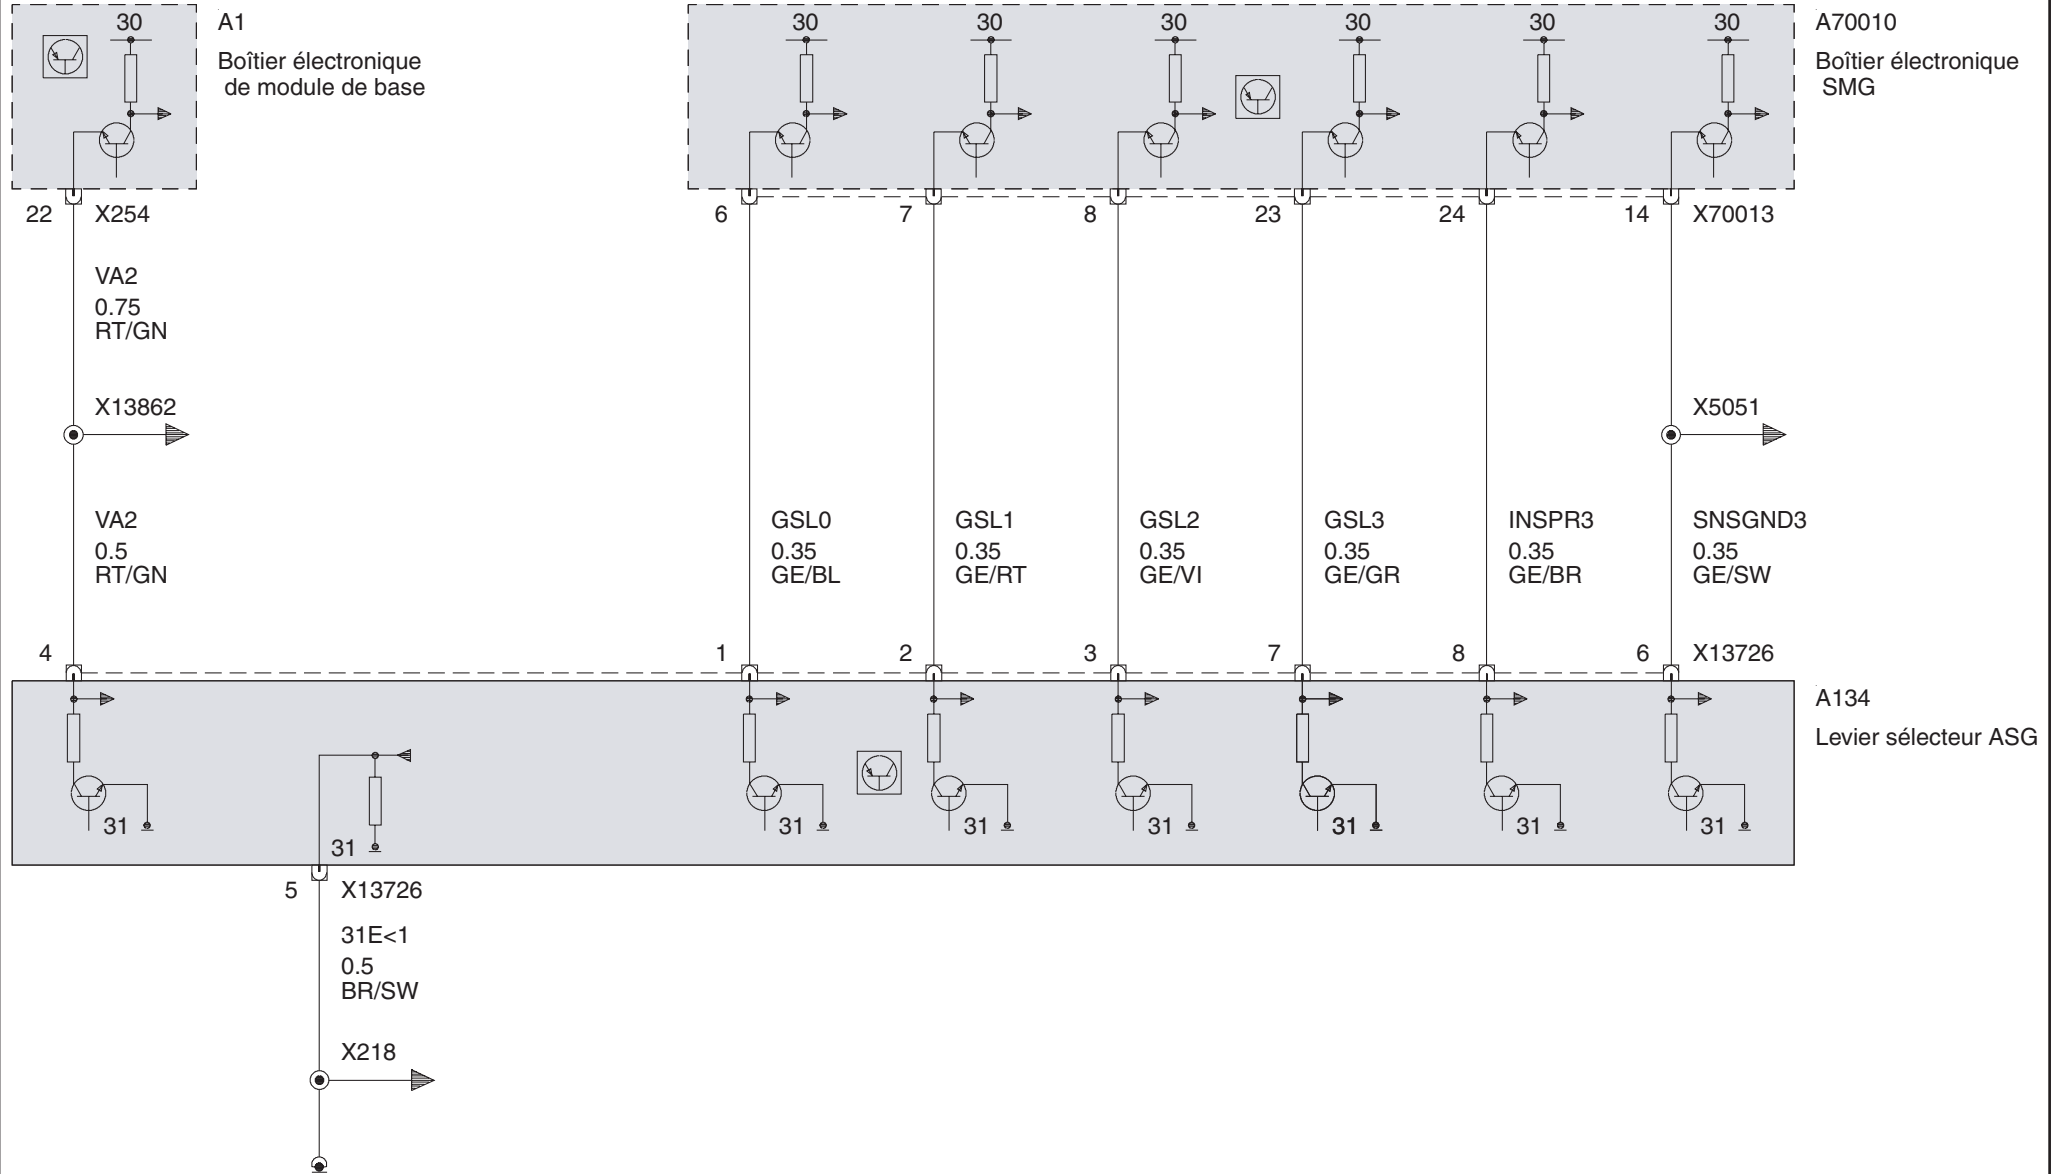 30
A1
Boîtier électronique
de module de base
30
30
30
30
30
30
A70010
Boîtier électronique
SMG
22
X254
6
7
8
23
24
14
X70013
VA2
0.75
RT/GN
X13862
X5051
VA2
0.5
RT/GN
GSL0
0.35
GE/BL
GSL1
0.35
GE/RT
GSL2
0.35
GE/VI
GSL3
0.35
GE/GR
INSPR3
0.35
GE/BR
SNSGND3
0.35
GE/SW
4
1
2
3
7
8
6
X13726
A134
Levier sélecteur ASG
31
31
31
31
31
31
31
31
5
X13726
31E<1
0.5
BR/SW
X218